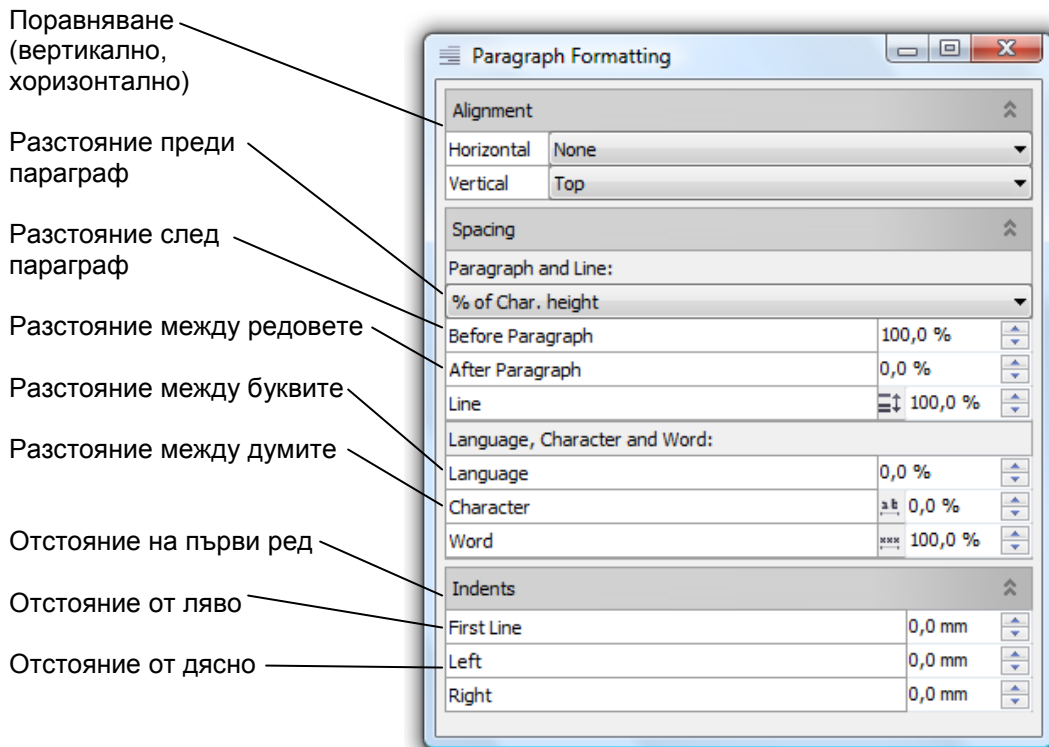 Поравняване
(вертикално,
хоризонтално)
Разстояние преди
параграф
Разстояние след
параграф
Разстояние между редовете
Разстояние между буквите
Разстояние между думите
Отстояние на първи ред
Отстояние от ляво
Отстояние от дясно
Paragraph Formatting
Alignment
Horizontal None
Vertical Top
Spacing
Paragraph and Line:
% of Char. height
Before Paragraph 100,0 %
After Paragraph 0,0 %
Line 100,0 %
Language, Character and Word:
Language 0,0 %
Character ab 0,0 %
Word xxx 100,0 %
Indents
First Line 0,0 mm
Left 0,0 mm
Right 0,0 mm